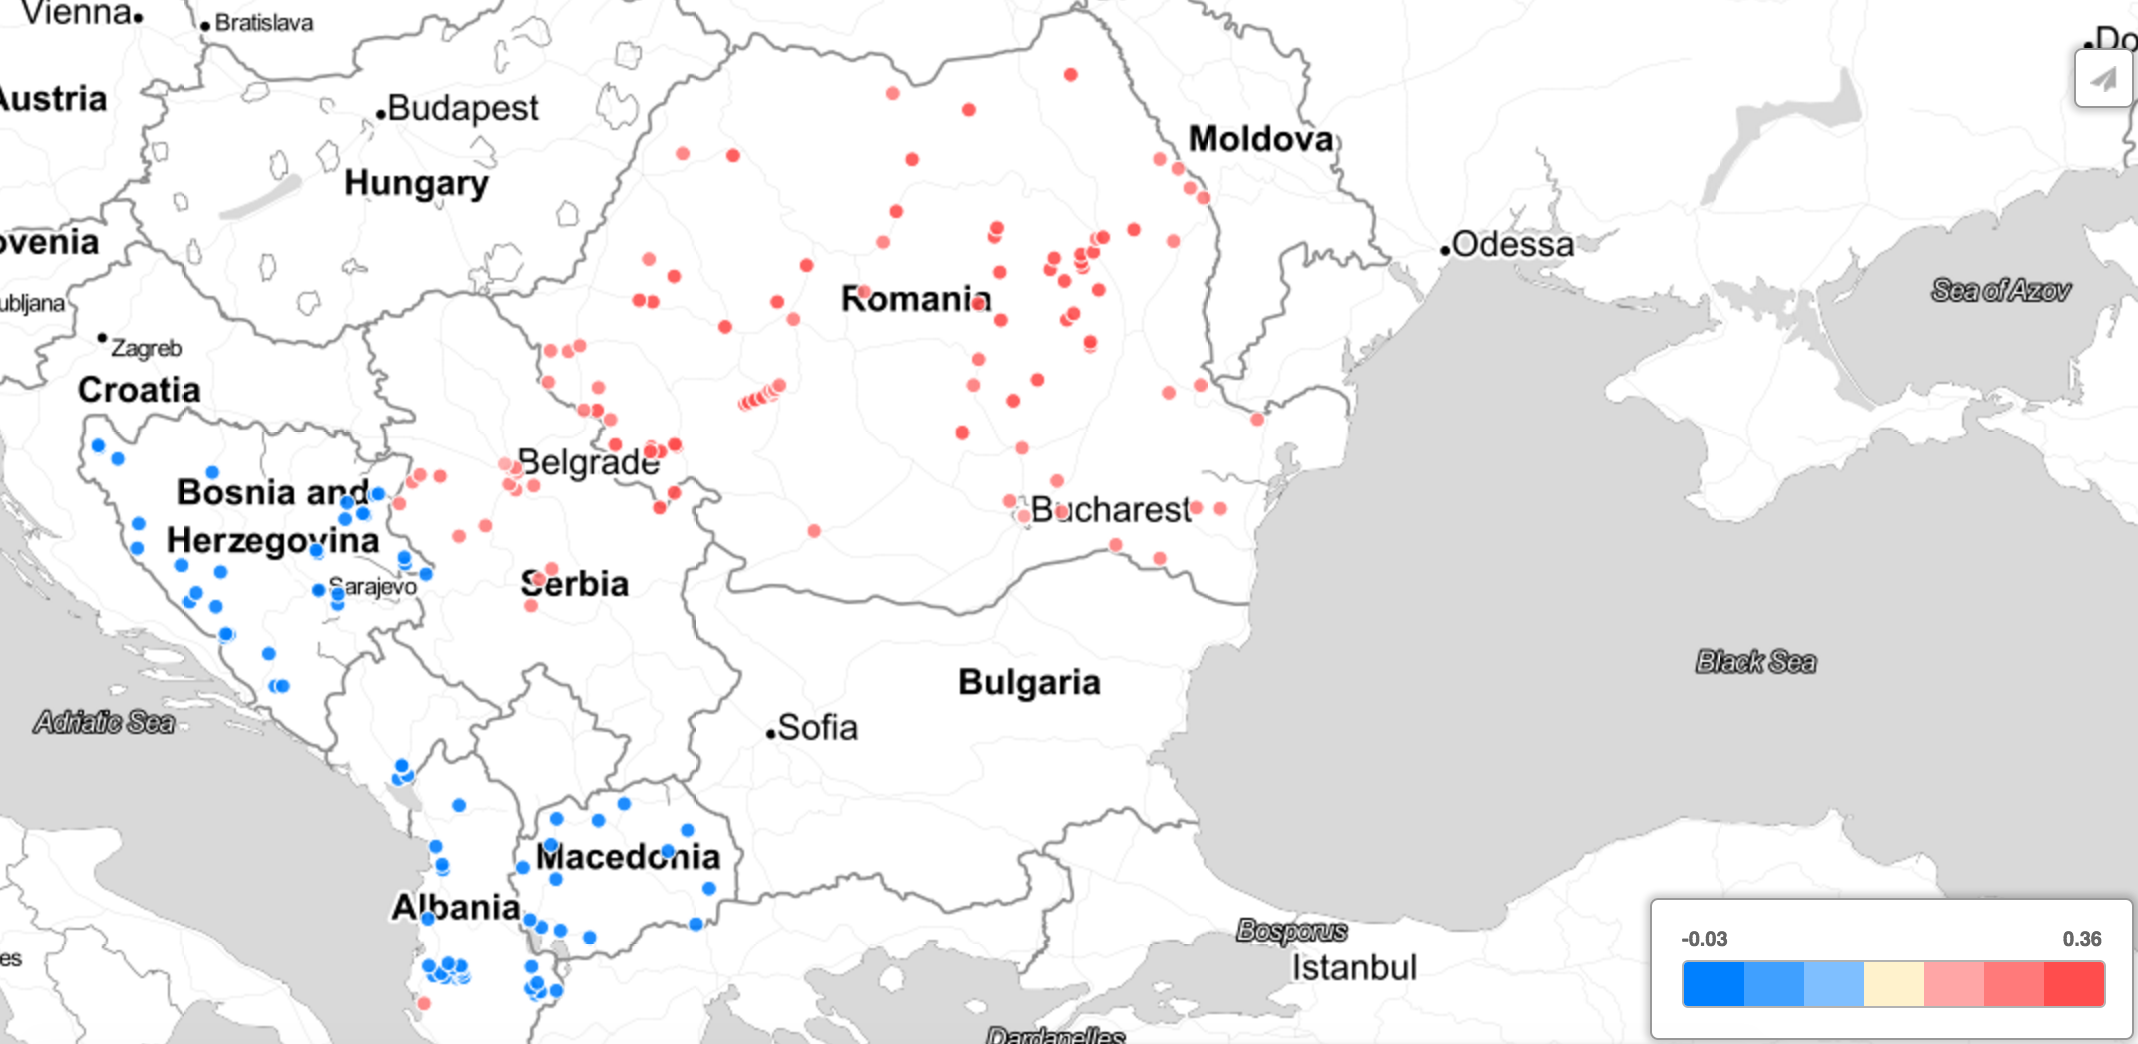 Vienna
Bratislava
Do
Austria
Budapest
Moldova
Hungary
ovenia
Odessa
Sea of Azov
ubljana
Romania
Zagreb
Croatia
Belgrade
Bosnia and
Herzegovina
Bucharest
Sarajevo
Serbia
Black Sea
Bulgaria
Adriatic Sea
Sofia
Macedonia
Albania
Bosporus
-0.03 0.36
es
Istanbul
Dardanelles